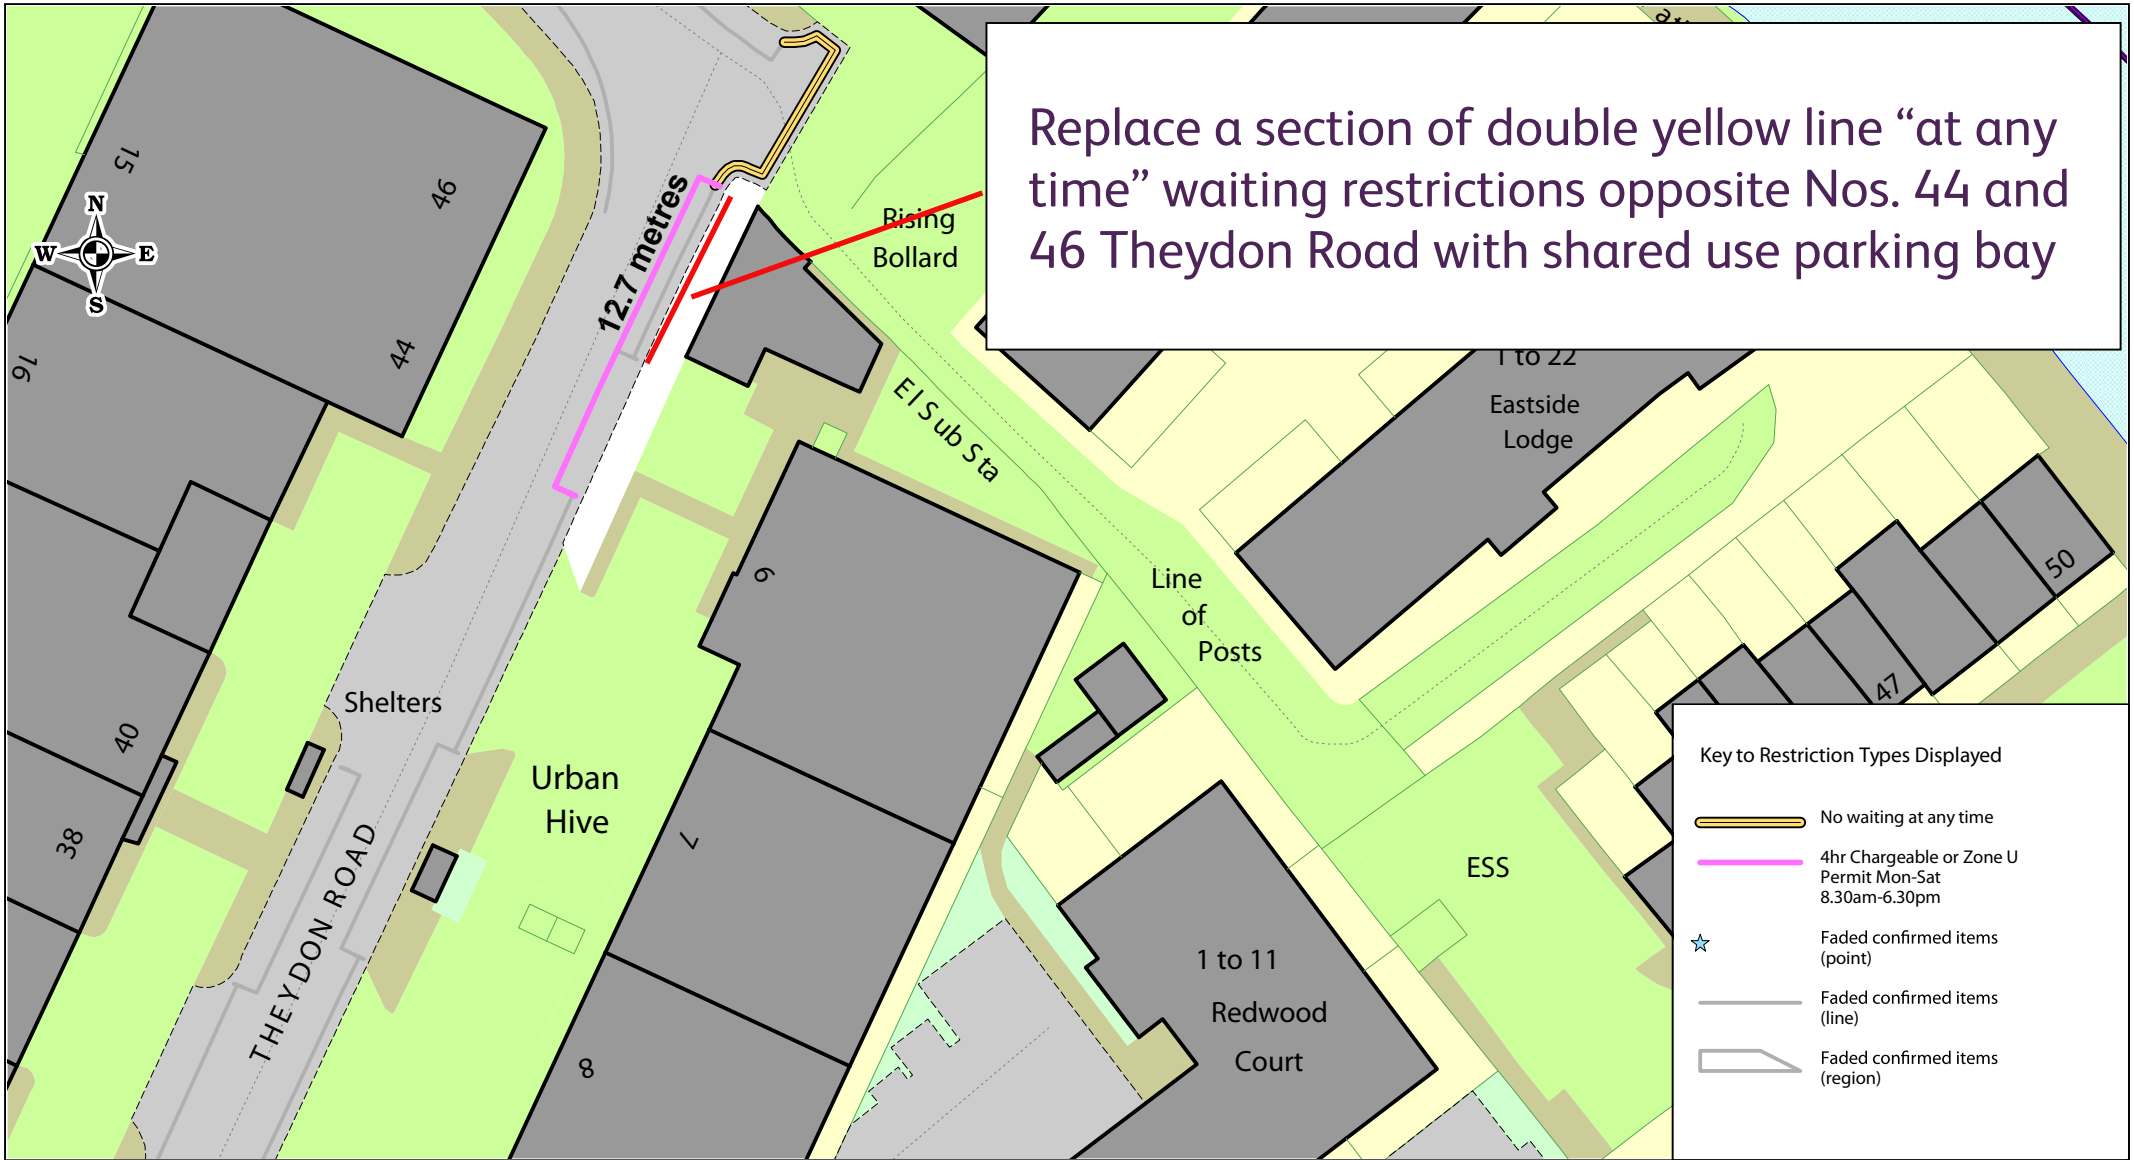 Replace a section of double yellow line “at any
time” waiting restrictions opposite Nos. 44 and
46 Theydon Road with shared use parking bay
15
46
N
W
E
S
12.7 metres
Rising
Bollard
44
16
El Sub Sta
1 to 22
Eastside
Lodge
Line
of
Posts
6
50
47
Shelters
40
38
Urban
Hive
7
THEYDON ROAD
8
ESS
1 to 11
Redwood
Court
Key to Restriction Types Displayed
No waiting at any time
4hr Chargeable or Zone U
Permit Mon-Sat
8.30am-6.30pm
Faded confirmed items
(point)
Faded confirmed items
(line)
Faded confirmed items
(region)